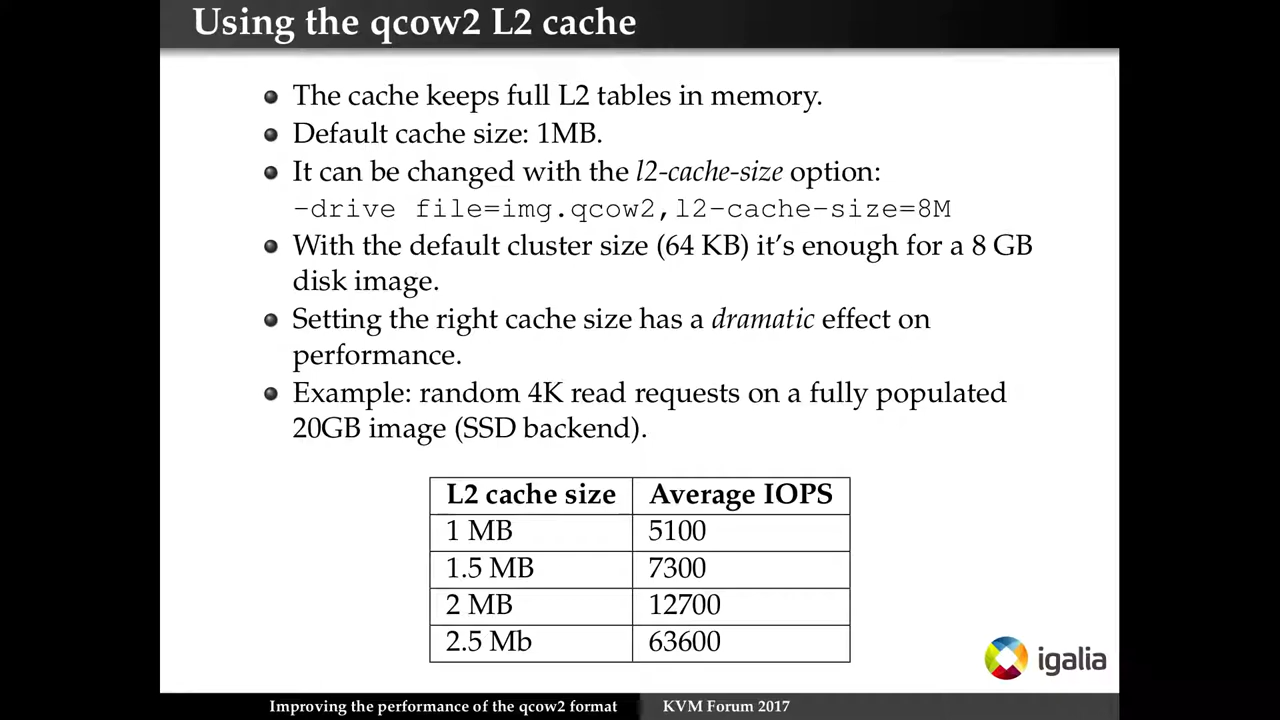 Using the qcow2 L2 cache
The cache keeps full L2 tables in memory.
Default cache size: 1MB.
It can be changed with the l2-cache-size option:
-drive file=img.qcow2,l2-cache-size=8M
With the default cluster size (64 KB) it's enough for a 8 GB
disk image.
Setting the right cache size has a dramatic effect on
performance.
Example: random 4K read requests on a fully populated
20GB image (SSD backend).
L2 cache size Average IOPS
1 MB 5100
1.5 MB 7300
2 MB 12700
2.5 Mb 63600
igalia
Improving the performance of the qcow2 format KVM Forum 2017